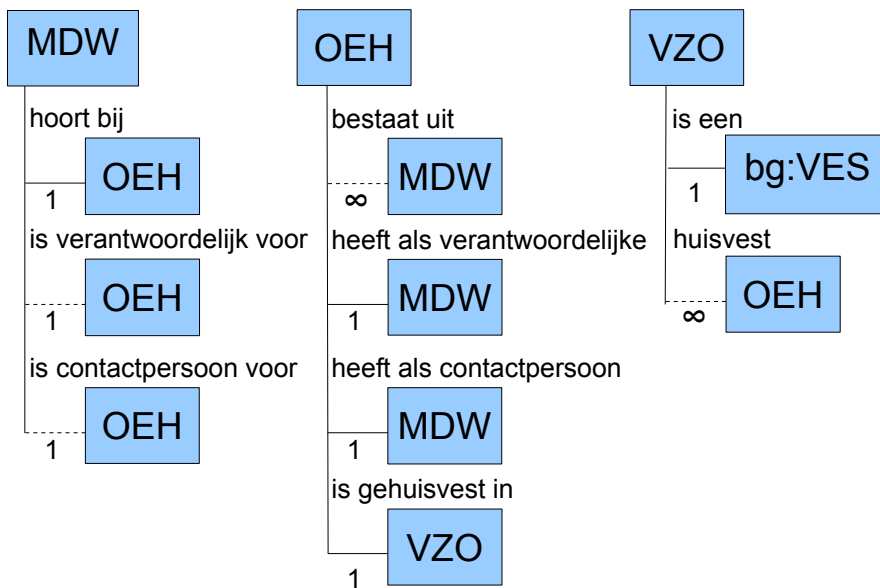 MDW
hoort bij
OEH
1
is verantwoordelijk voor
OEH
1
is contactpersoon voor
OEH
1
OEH
bestaat uit
MDW
∞
heeft als verantwoordelijke
MDW
1
heeft als contactpersoon
MDW
1
is gehuisvest in
VZO
1
VZO
is een
bg:VES
1
huisvest
OEH
∞